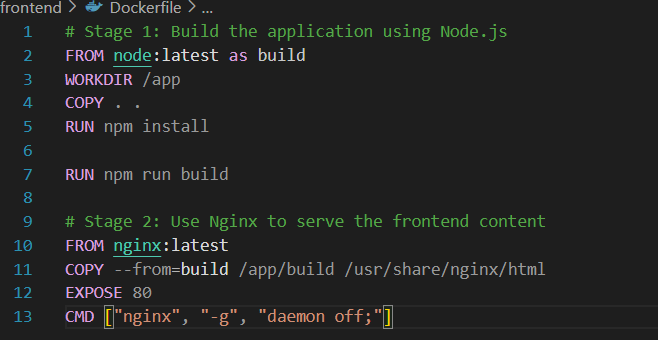 frontend > Dockerfile > ...
1 # Stage 1: Build the application using Node.js
2 FROM node:latest as build
3 WORKDIR /app
4 COPY . .
5 RUN npm install
6
7 RUN npm run build
8
9 # Stage 2: Use Nginx to serve the frontend content
10 FROM nginx:latest
11 COPY --from=build /app/build /usr/share/nginx/html
12 EXPOSE 80
13 CMD ["nginx", "-g", "daemon off;"]